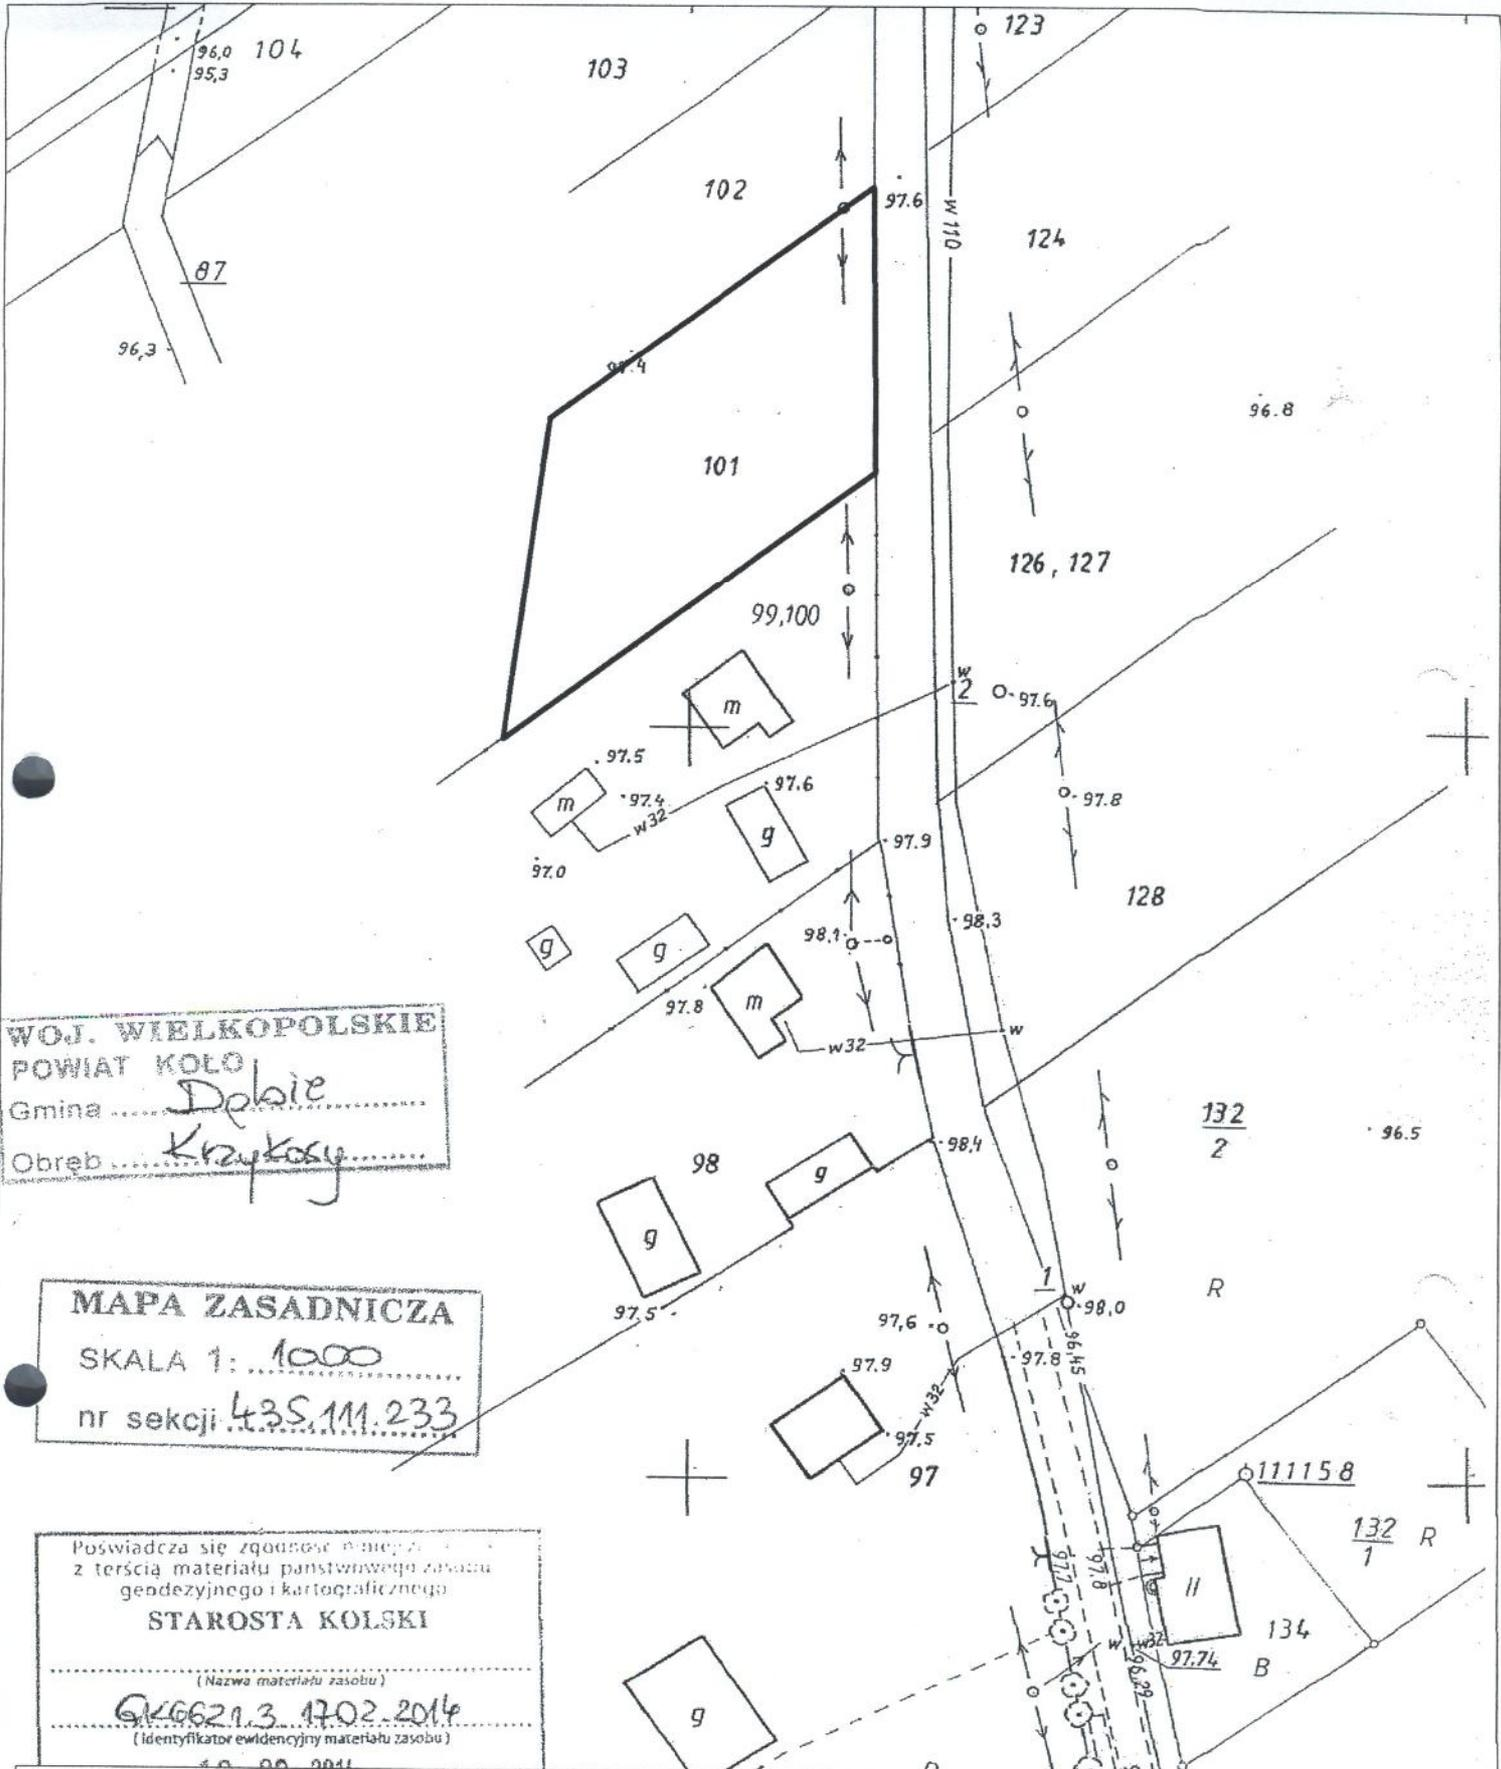 123
96,0 104
95,3
103
102
97.6
w 110
124
87
96,3
97.4
96.8
101
126, 127
99,100
w
2
97.6
m
97.5
97.6
97.8
m
97.4
w32
g
97.9
97.0
128
98.3
98,1
g
g
m
97.8
w32
w
WOJ. WIELKOPOLSKIE
POWIAT KOŁO
Gmina Dąbie
Obręb Krzykosy
132
2
96.5
98,4
98
g
g
1
w
98,0
R
97.5
97,6
96,45
97.8
MAPA ZASADNICZA
SKALA 1: 1000
nr sekcji 435.111.233
97.9
w32
97,5
97
111158
132
1
R
97.7
97.8
II
134
w w32
97.74
B
96,29
g
Poświadcza się zgodność niniejsze
z treścią materiału państwowego zasobu
geodezyjnego i kartograficznego
STAROSTA KOLSKI
(Nazwa materiału zasobu)
GK6621.3 1702.2014
(Identyfikator ewidencyjny materiału zasobu)